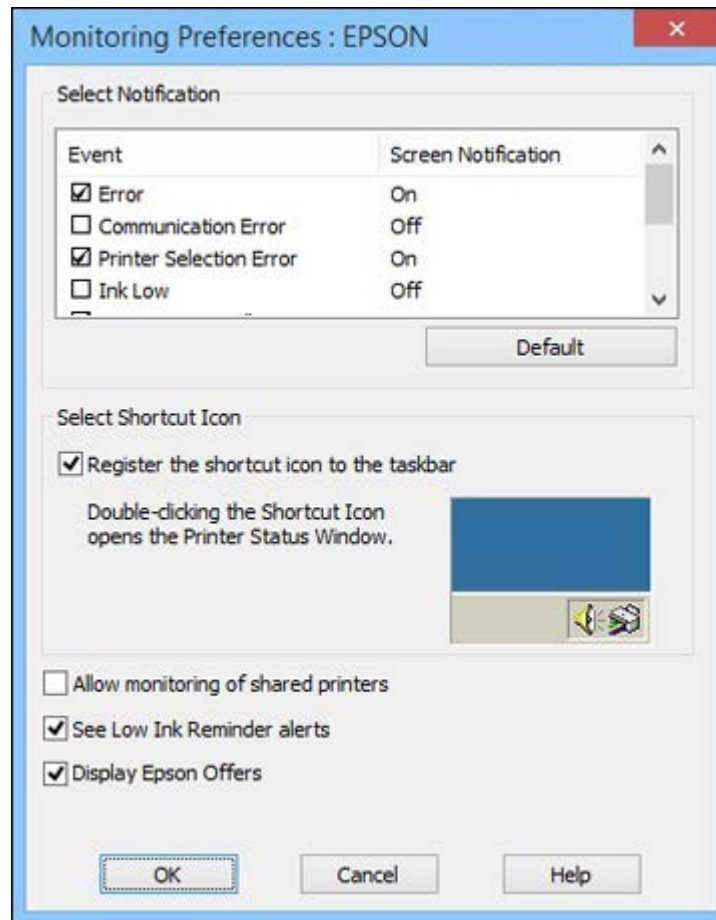 Monitoring Preferences : EPSON
Select Notification
Event Screen Notification
Error On
Communication Error Off
Printer Selection Error On
Ink Low Off
Default
Select Shortcut Icon
Register the shortcut icon to the taskbar
Double-clicking the Shortcut Icon
opens the Printer Status Window.
Allow monitoring of shared printers
See Low Ink Reminder alerts
Display Epson Offers
OK Cancel Help